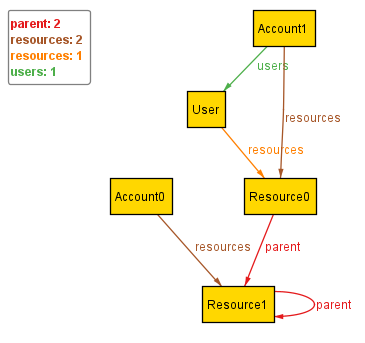 parent: 2
resources: 2
resources: 1
users: 1
Account1
users
User
resources
resources
Account0
Resource0
resources
parent
Resource1
parent